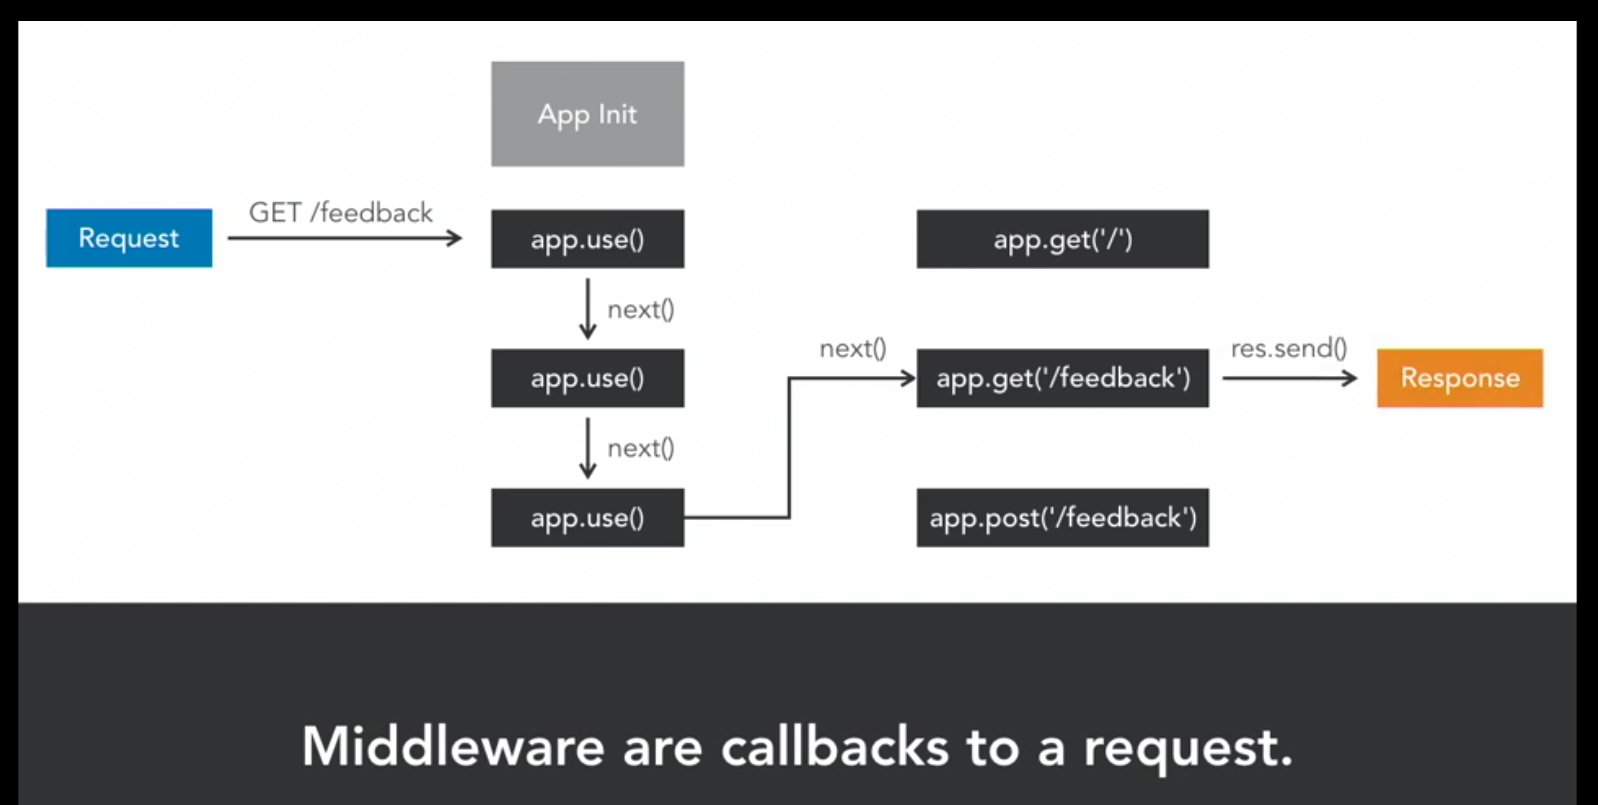 App Init
Request
GET /feedback
app.use()
app.get('/')
next()
app.use()
next()
app.get('/feedback')
res.send()
Response
next()
app.use()
app.post('/feedback')
Middleware are callbacks to a request.